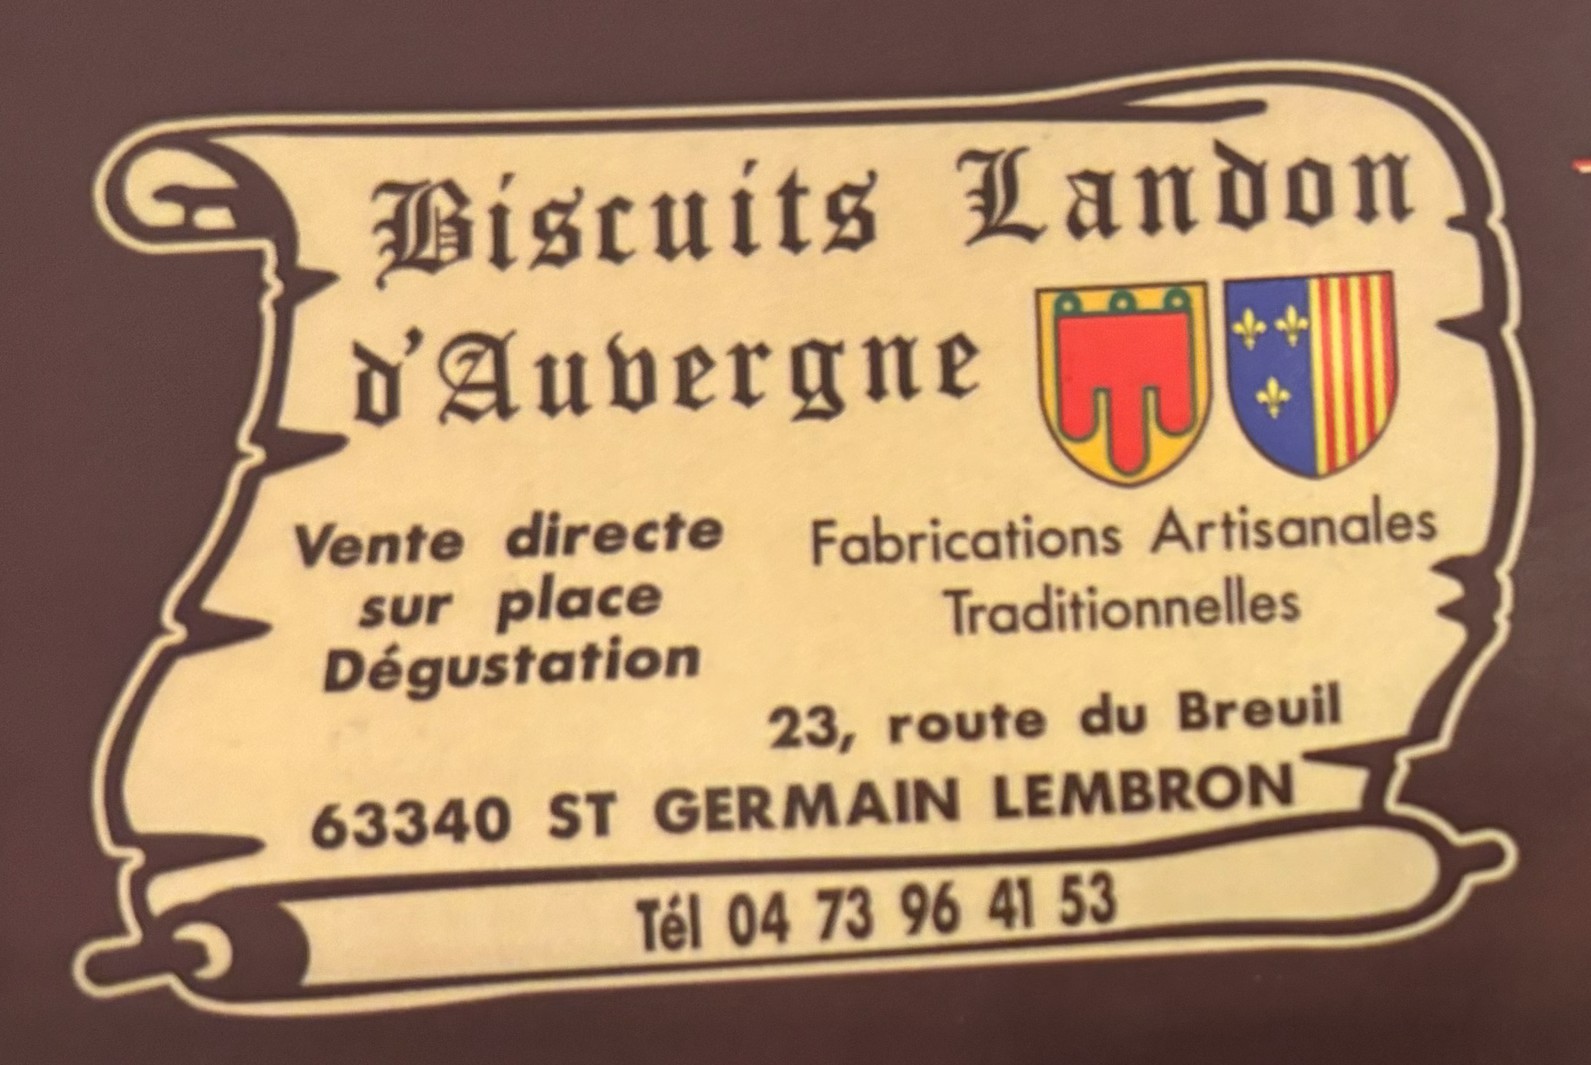 Biscuits Landon
d'Auvergne
Vente directe
sur place
Dégustation
Fabrications Artisanales
Traditionnelles
23, route du Breuil
63340 ST GERMAIN LEMBRON
Tél 04 73 96 41 53